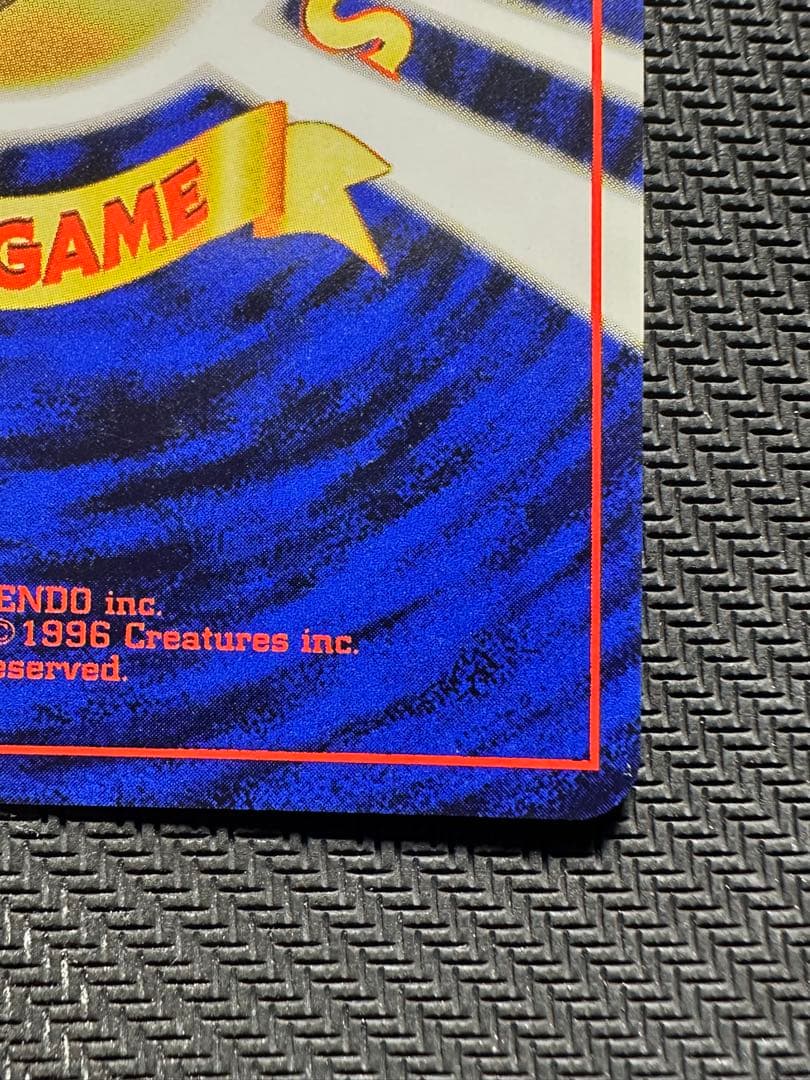 S
GAME
ENDO inc.
©1996 Creatures inc.
eserved.